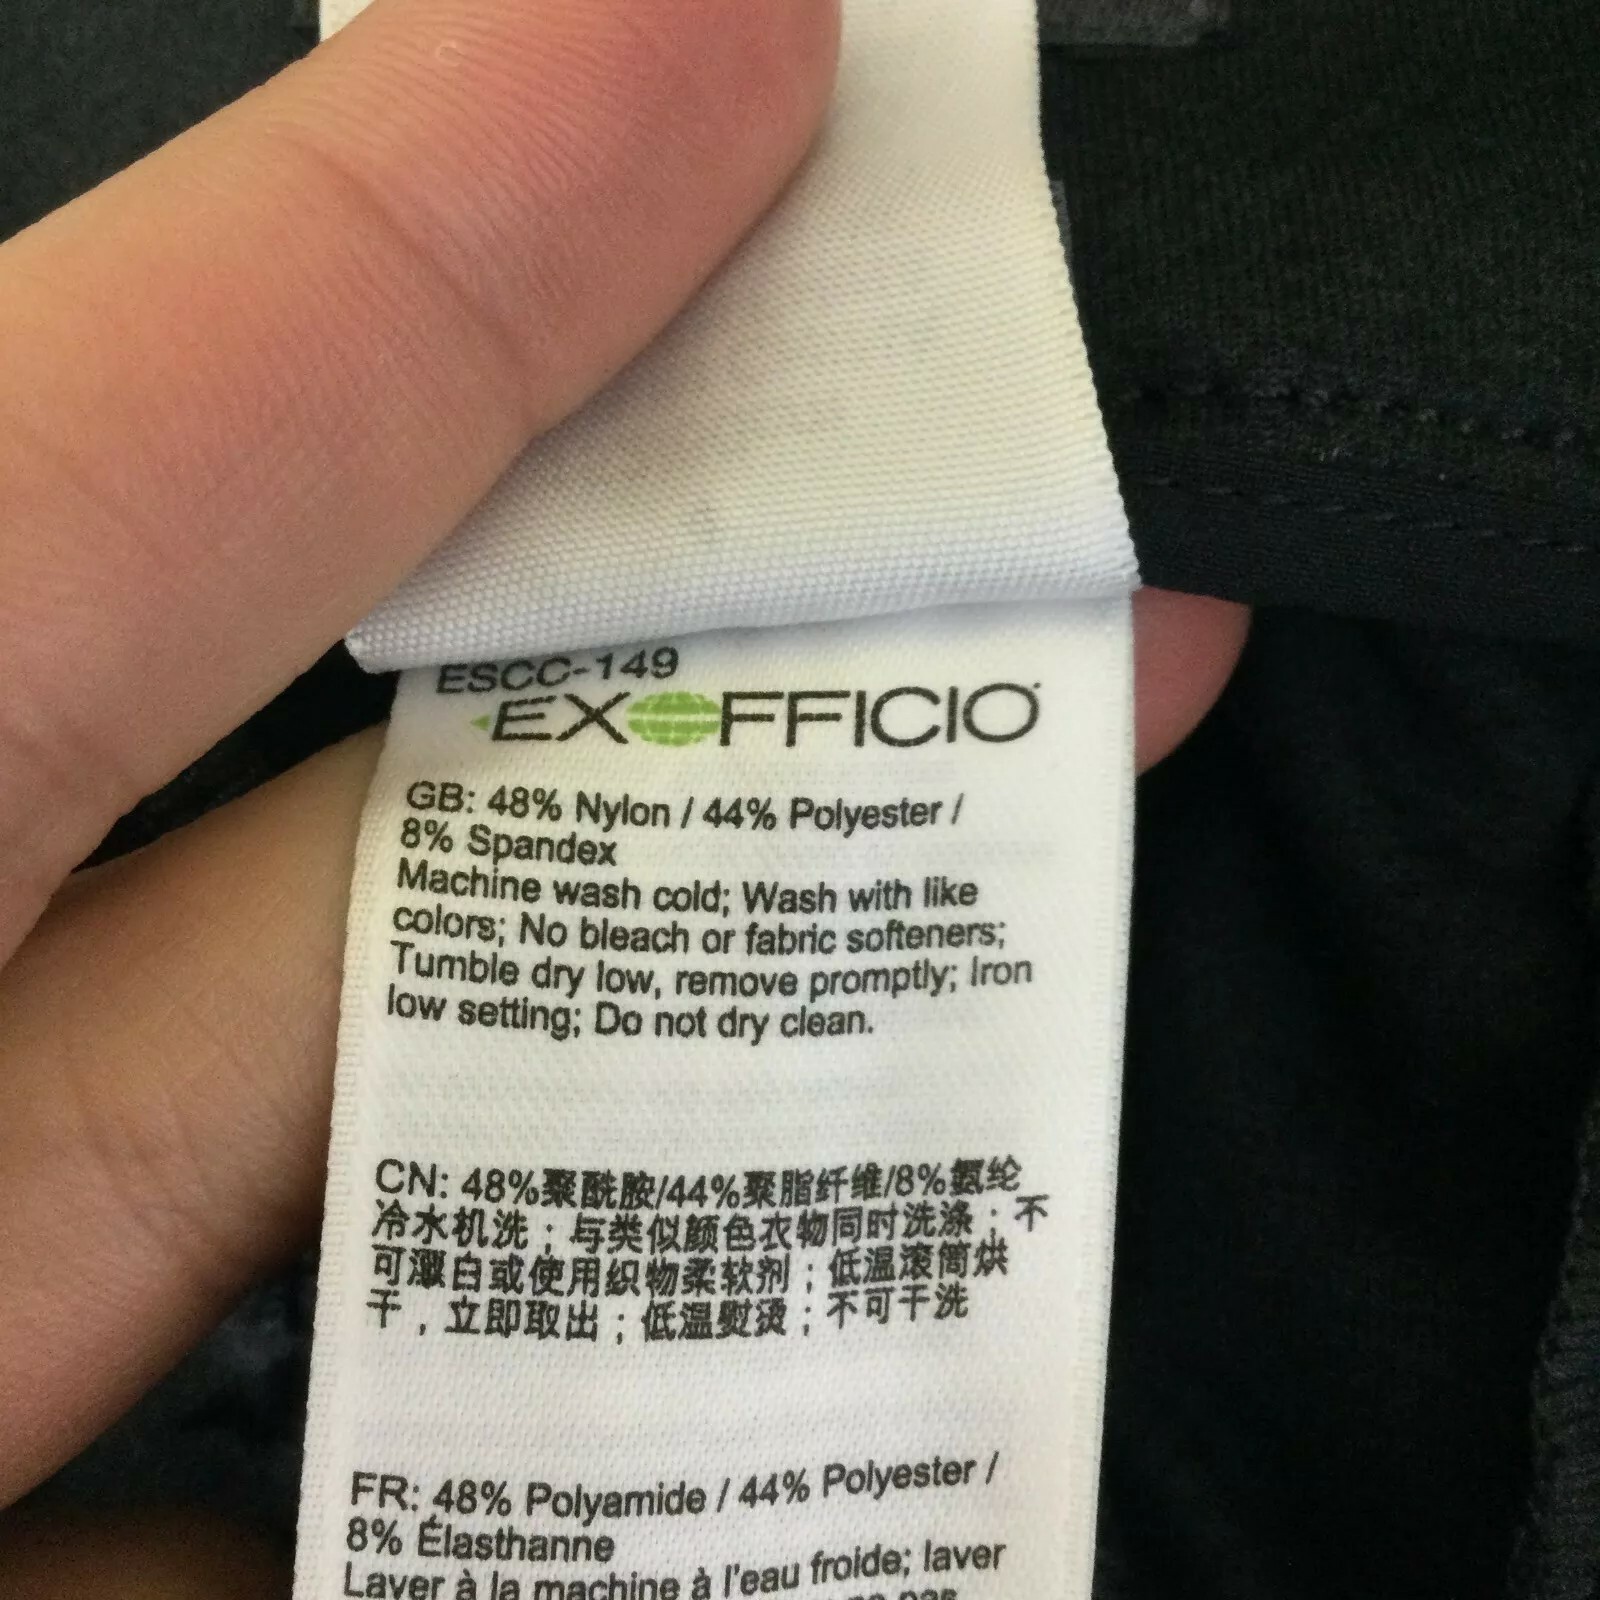 ESCC-149
EXOFFICIO
GB: 48% Nylon / 44% Polyester /
8% Spandex
Machine wash cold; Wash with like
colors; No bleach or fabric softeners;
Tumble dry low, remove promptly; Iron
low setting; Do not dry clean.
CN: 48%聚酰胺/44%聚脂纤维/8%氨纶
冷水机洗；与类似颜色衣物同时洗涤；不
可漂白或使用织物柔软剂；低温滚筒烘
干，立即取出；低温熨烫；不可干洗
FR: 48% Polyamide / 44% Polyester /
8% Élasthanne
Laver à la machine à l'eau froide; laver
ne pas